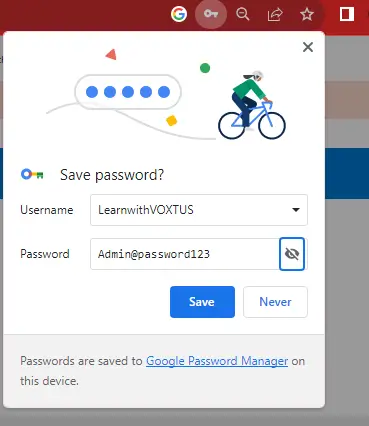 Save password?
Username LearnwithVOXTUS
Password Admin@password123
Save Never
Passwords are saved to Google Password Manager on
this device.